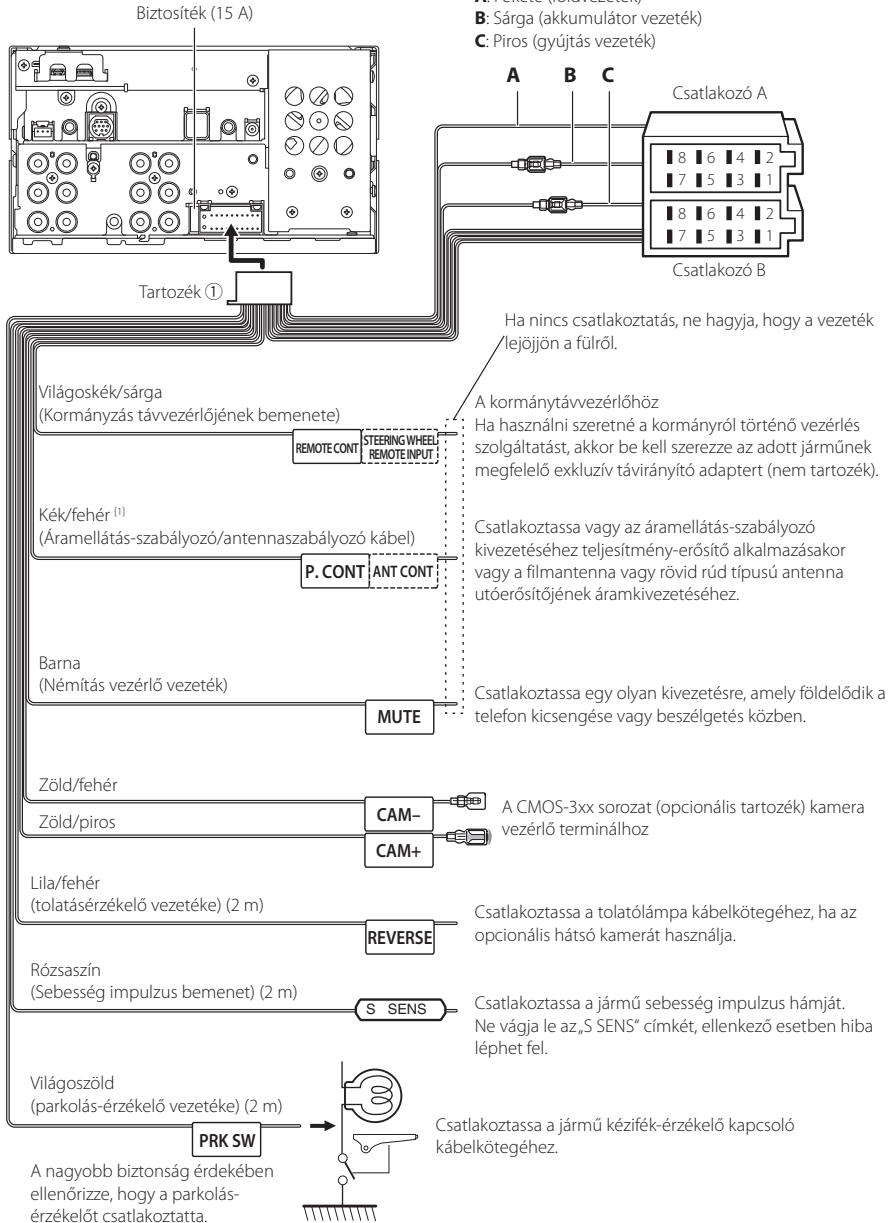 Biztosíték (15 A)
A: Fekete (földvezeték)
B: Sárga (akkumulátor vezeték)
C: Piros (gyújtás vezeték)
A B C
Csatlakozó A
8 6 4 2
7 5 3 1
8 6 4 2
7 5 3 1
Csatlakozó B
Tartozék ①
Ha nincs csatlakoztatás, ne hagyja, hogy a vezeték
lejöjjön a fülről.
Világoskék/sárga
(Kormányzás távvezérlőjének bemenete)
REMOTE CONT
STEERING WHEEL
REMOTE INPUT
A kormánytávvezérlőhöz
Ha használni szeretné a kormányról történő vezérlés
szolgáltatást, akkor be kell szerezze az adott járműnek
megfelelő exkluzív távirányító adaptert (nem tartozék).
Kék/fehér [1]
(Áramellátás-szabályozó/antennaszabályozó kábel)
P. CONT ANT CONT
Csatlakoztassa vagy az áramellátás-szabályozó
kivezetéséhez teljesítmény-erősítő alkalmazásakor
vagy a filmantenna vagy rövid rúd típusú antenna
utóerősítőjének áramkivezetéséhez.
Barna
(Némítás vezérlő vezeték)
MUTE
Csatlakoztassa egy olyan kivezetésre, amely földelődik a
telefon kicsengése vagy beszélgetés közben.
Zöld/fehér
CAM–
Zöld/piros
CAM+
A CMOS-3xx sorozat (opcionális tartozék) kamera
vezérlő terminálhoz
Lila/fehér
(tolatásérzékelő vezetéke) (2 m)
REVERSE
Csatlakoztassa a tolatólámpa kábelkötegéhez, ha az
opcionális hátsó kamerát használja.
Rózsaszín
(Sebesség impulzus bemenet) (2 m)
S SENS
Csatlakoztassa a jármű sebesség impulzus hámját.
Ne vágja le az „S SENS“ címkét, ellenkező esetben hiba
léphet fel.
Világoszöld
(parkolás-érzékelő vezetéke) (2 m)
PRK SW
Csatlakoztassa a jármű kézifék-érzékelő kapcsoló
kábelkötegéhez.
A nagyobb biztonság érdekében
ellenőrizze, hogy a parkolás-
érzékelőt csatlakoztatta.